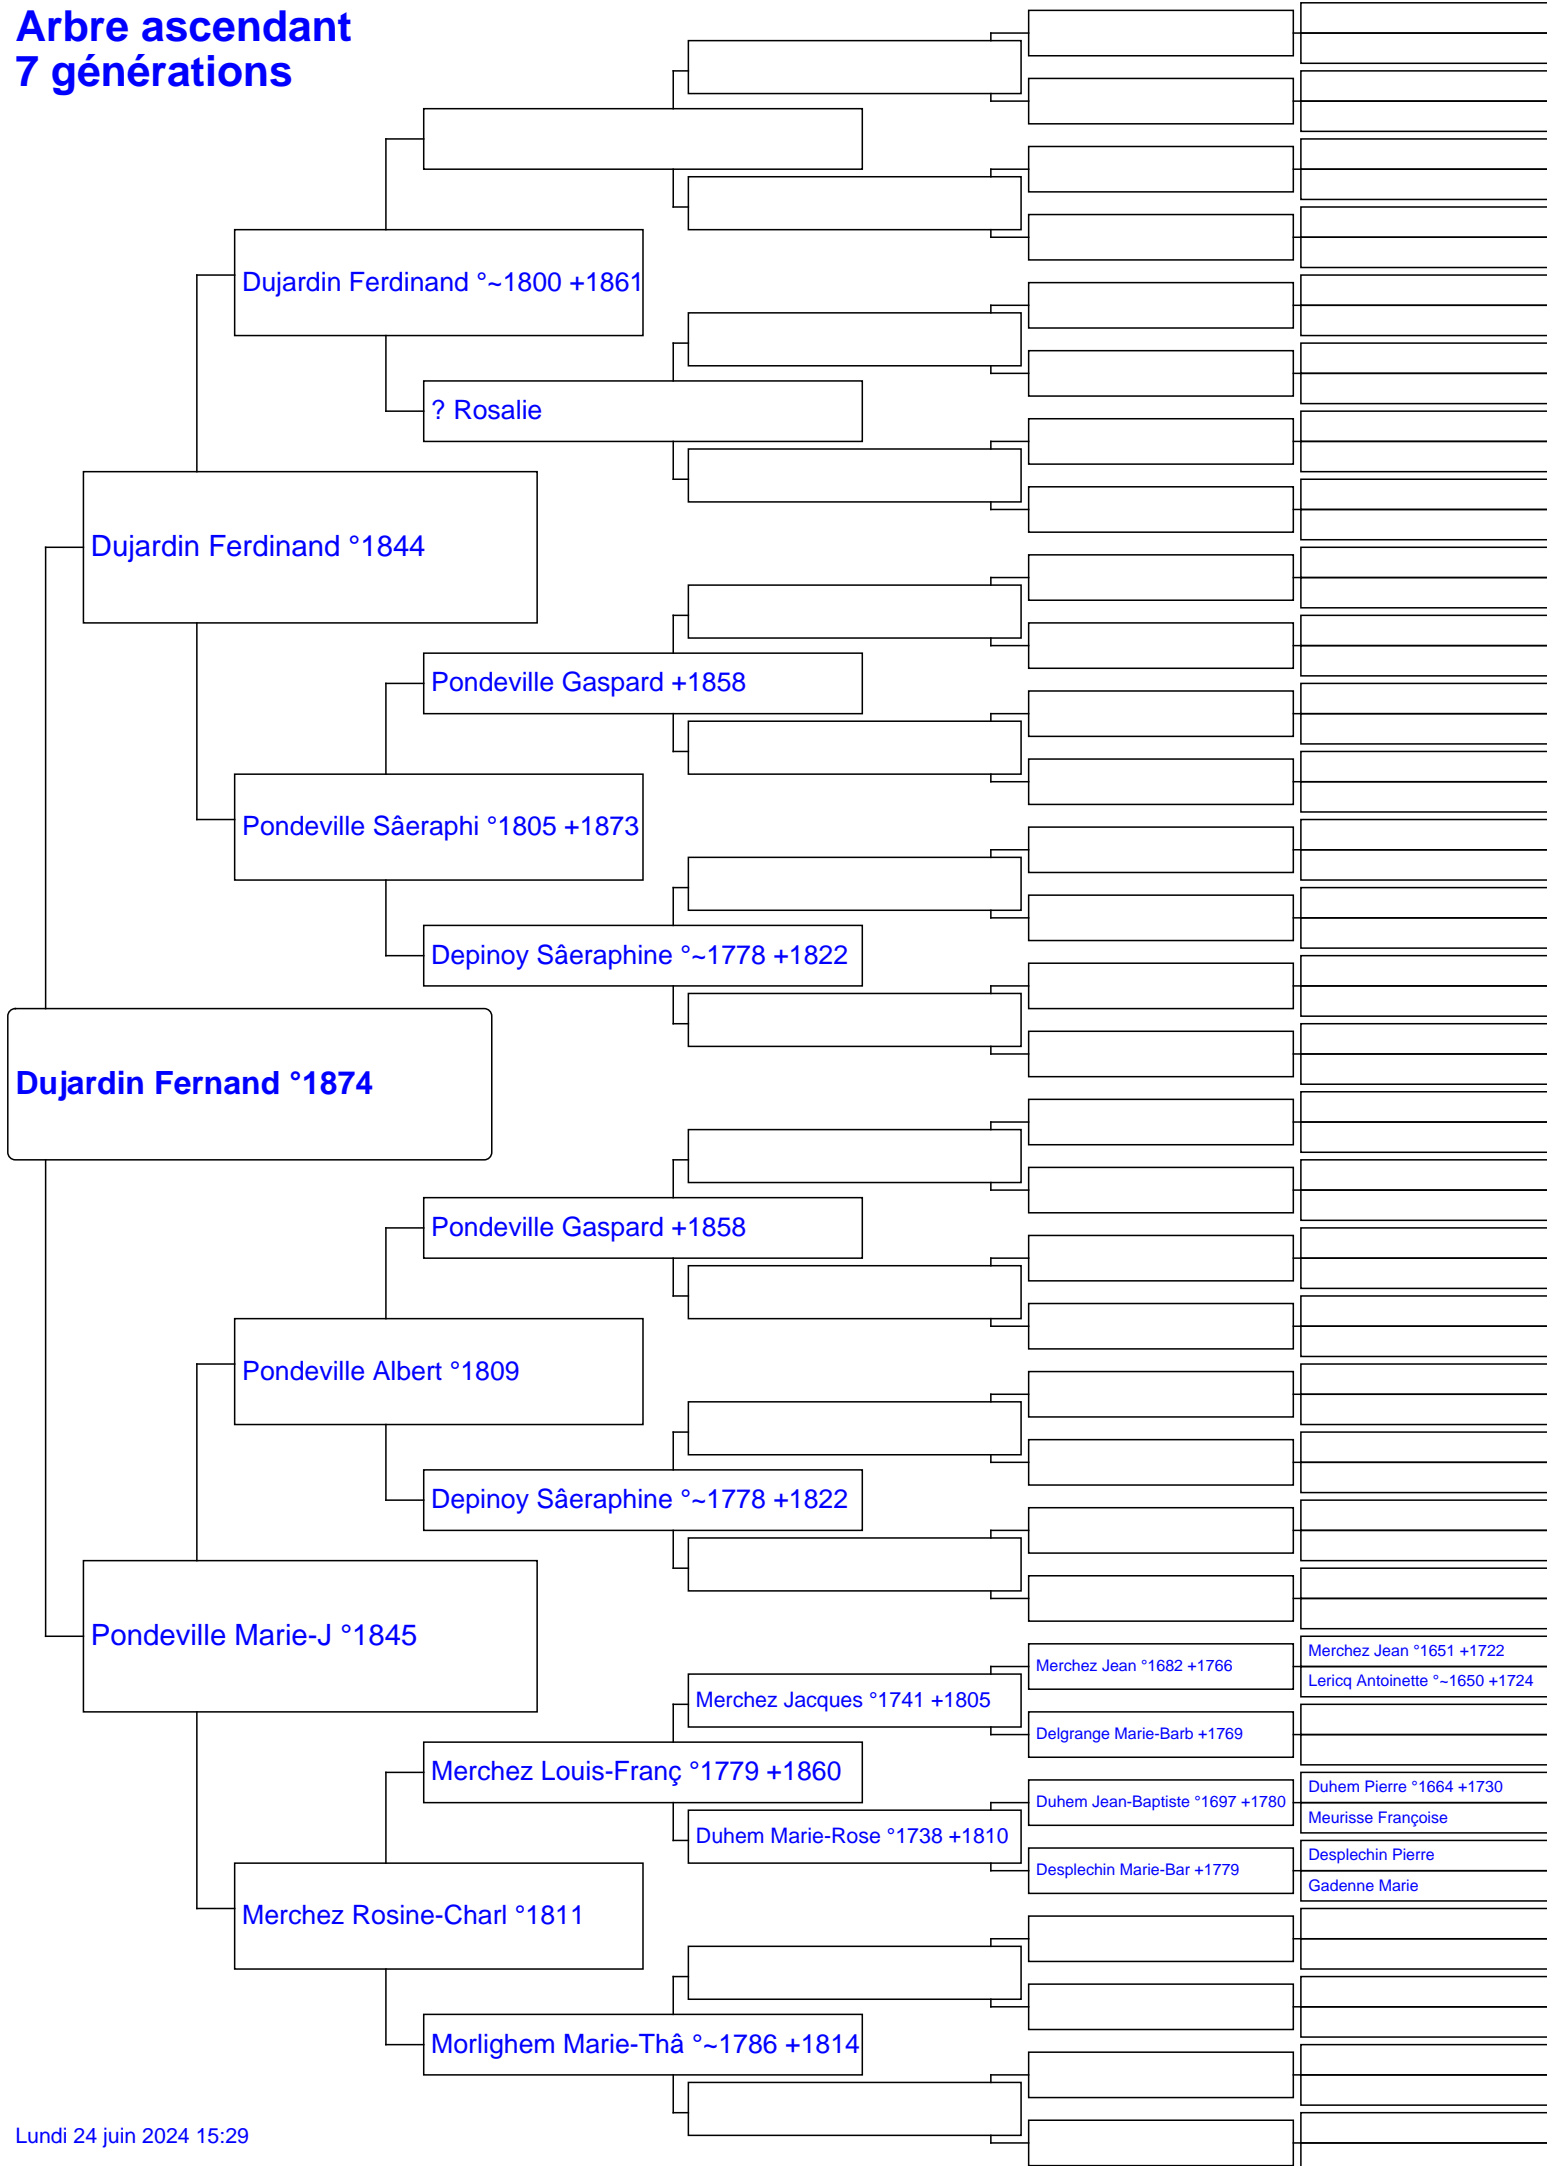 Arbre ascendant
7 générations
Dujardin Ferdinand °~1800 +1861
? Rosalie
Dujardin Ferdinand °1844
Pondeville Gaspard +1858
Pondeville Sâeraphi °1805 +1873
Depinoy Sâeraphine °~1778 +1822
Dujardin Fernand °1874
Pondeville Gaspard +1858
Pondeville Albert °1809
Depinoy Sâeraphine °~1778 +1822
Pondeville Marie-J °1845
Merchez Jean °1651 +1722
Merchez Jean °1682 +1766
Lericq Antoinette °~1650 +1724
Merchez Jacques °1741 +1805
Delgrange Marie-Barb +1769
Merchez Louis-Franç °1779 +1860
Duhem Pierre °1664 +1730
Duhem Jean-Baptiste °1697 +1780
Meurisse Françoise
Duhem Marie-Rose °1738 +1810
Desplechin Pierre
Desplechin Marie-Bar +1779
Gadenne Marie
Merchez Rosine-Charl °1811
Morlighem Marie-Thâ °~1786 +1814
Lundi 24 juin 2024 15:29